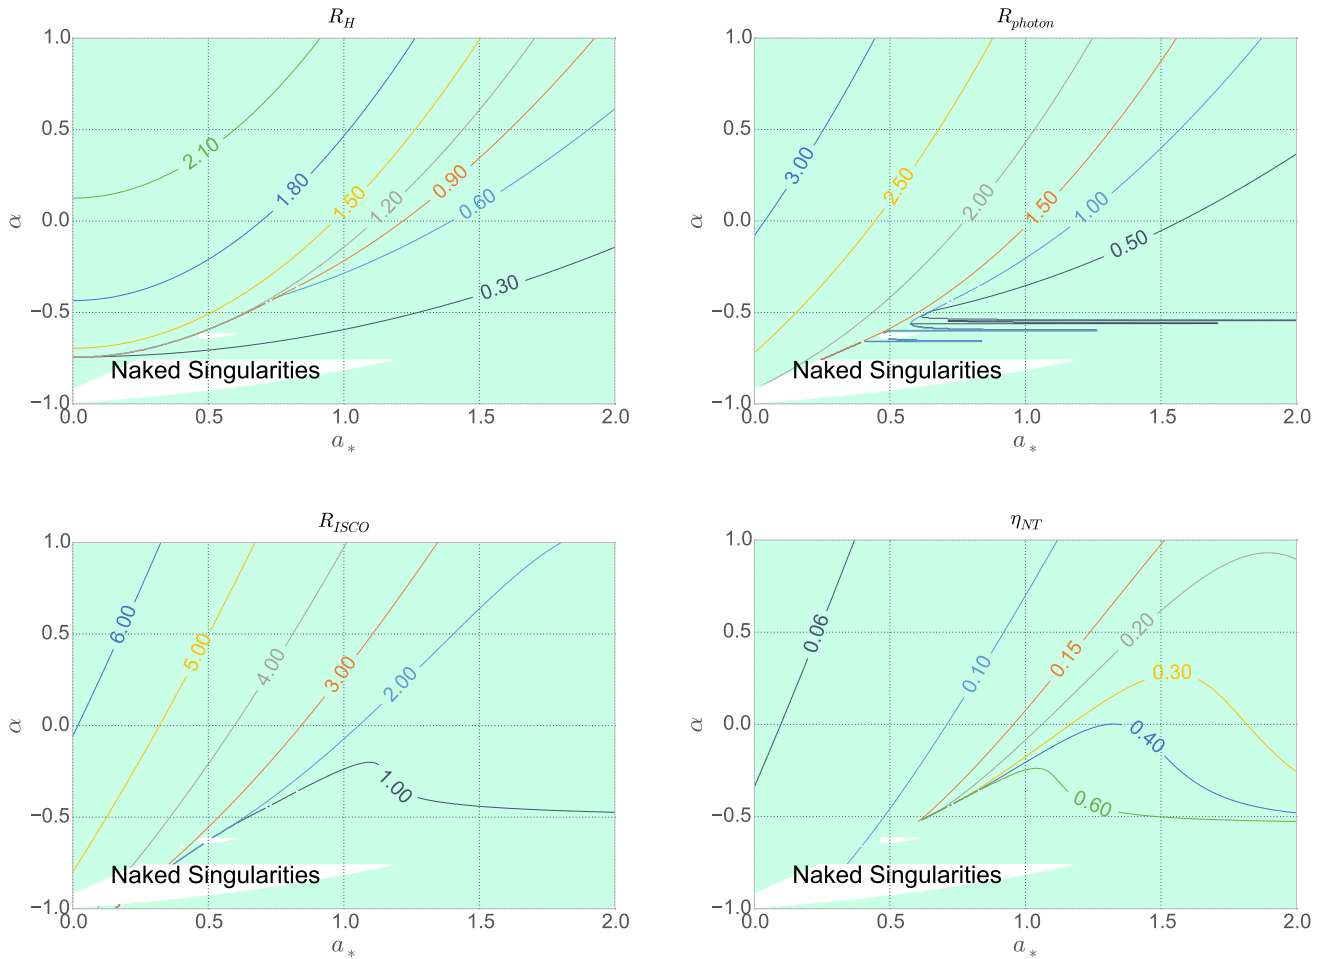 R_H
1.0
0.5
0.0
−0.5
−1.0
α
2.10
1.80
1.50
1.20
0.90
0.60
0.30
Naked Singularities
0.0 0.5 1.0 1.5 2.0
a_*
R_photon
1.0
0.5
0.0
−0.5
−1.0
α
3.00
2.50
2.00
1.50
1.00
0.50
Naked Singularities
0.0 0.5 1.0 1.5 2.0
a_*
R_ISCO
1.0
0.5
0.0
−0.5
−1.0
α
6.00
5.00
4.00
3.00
2.00
1.00
Naked Singularities
0.0 0.5 1.0 1.5 2.0
a_*
η_NT
1.0
0.5
0.0
−0.5
−1.0
α
0.06
0.10
0.15
0.20
0.30
0.40
0.60
Naked Singularities
0.0 0.5 1.0 1.5 2.0
a_*